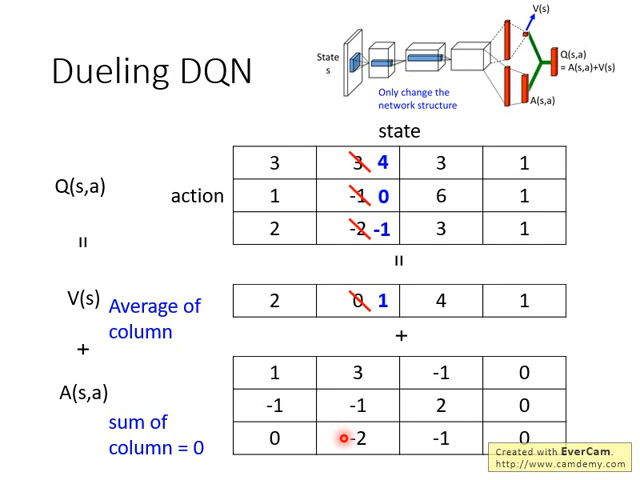 Dueling DQN
State
s
V(s)
Q(s,a)
= A(s,a)+V(s)
A(s,a)
Only change the
network structure
state
Q(s,a)
action
3 3 4 3 1
1 -1 0 6 1
2 -2 -1 3 1
=
=
V(s)
Average of
column
2 0 1 4 1
+
+
A(s,a)
sum of
column = 0
1 3 -1 0
-1 -1 2 0
0 -2 -1 0
Created with EverCam.
http://www.camdemy.com